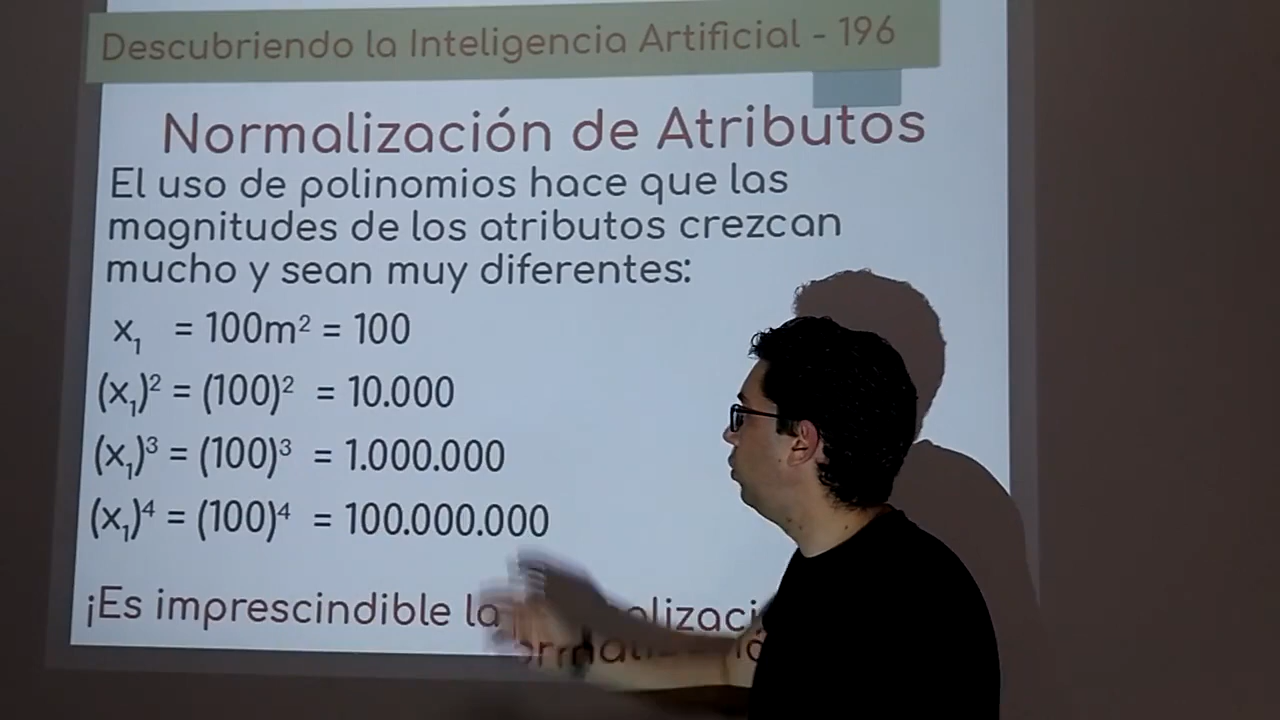 Descubriendo la Inteligencia Artificial - 196
Normalización de Atributos
El uso de polinomios hace que las
magnitudes de los atributos crezcan
mucho y sean muy diferentes:
x₁ = 100m² = 100
(x₁)² = (100)² = 10.000
(x₁)³ = (100)³ = 1.000.000
(x₁)⁴ = (100)⁴ = 100.000.000
¡Es imprescindible la